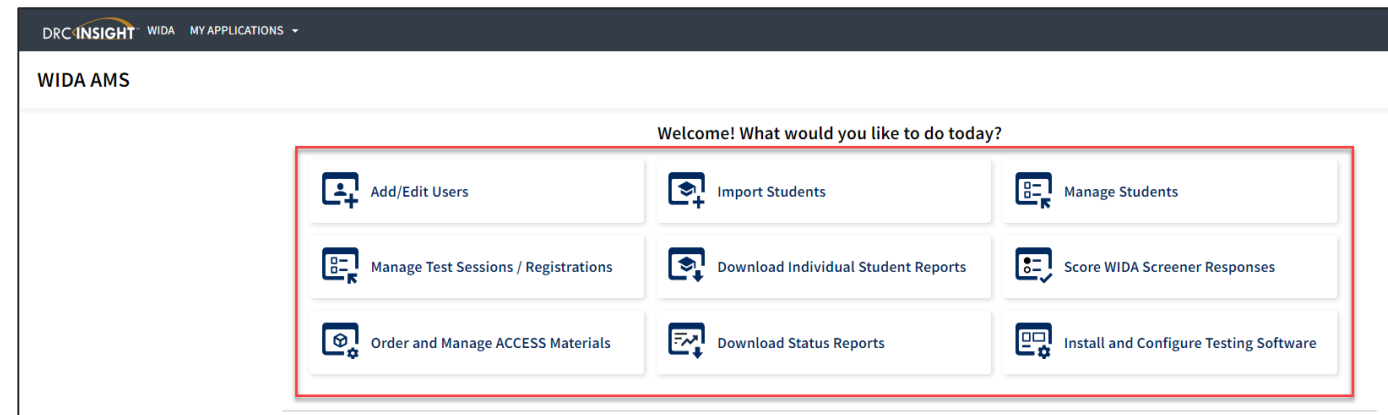 DRC INSIGHT WIDA MY APPLICATIONS
WIDA AMS
Welcome! What would you like to do today?
Add/Edit Users Import Students Manage Students
Manage Test Sessions / Registrations Download Individual Student Reports Score WIDA Screener Responses
Order and Manage ACCESS Materials Download Status Reports Install and Configure Testing Software